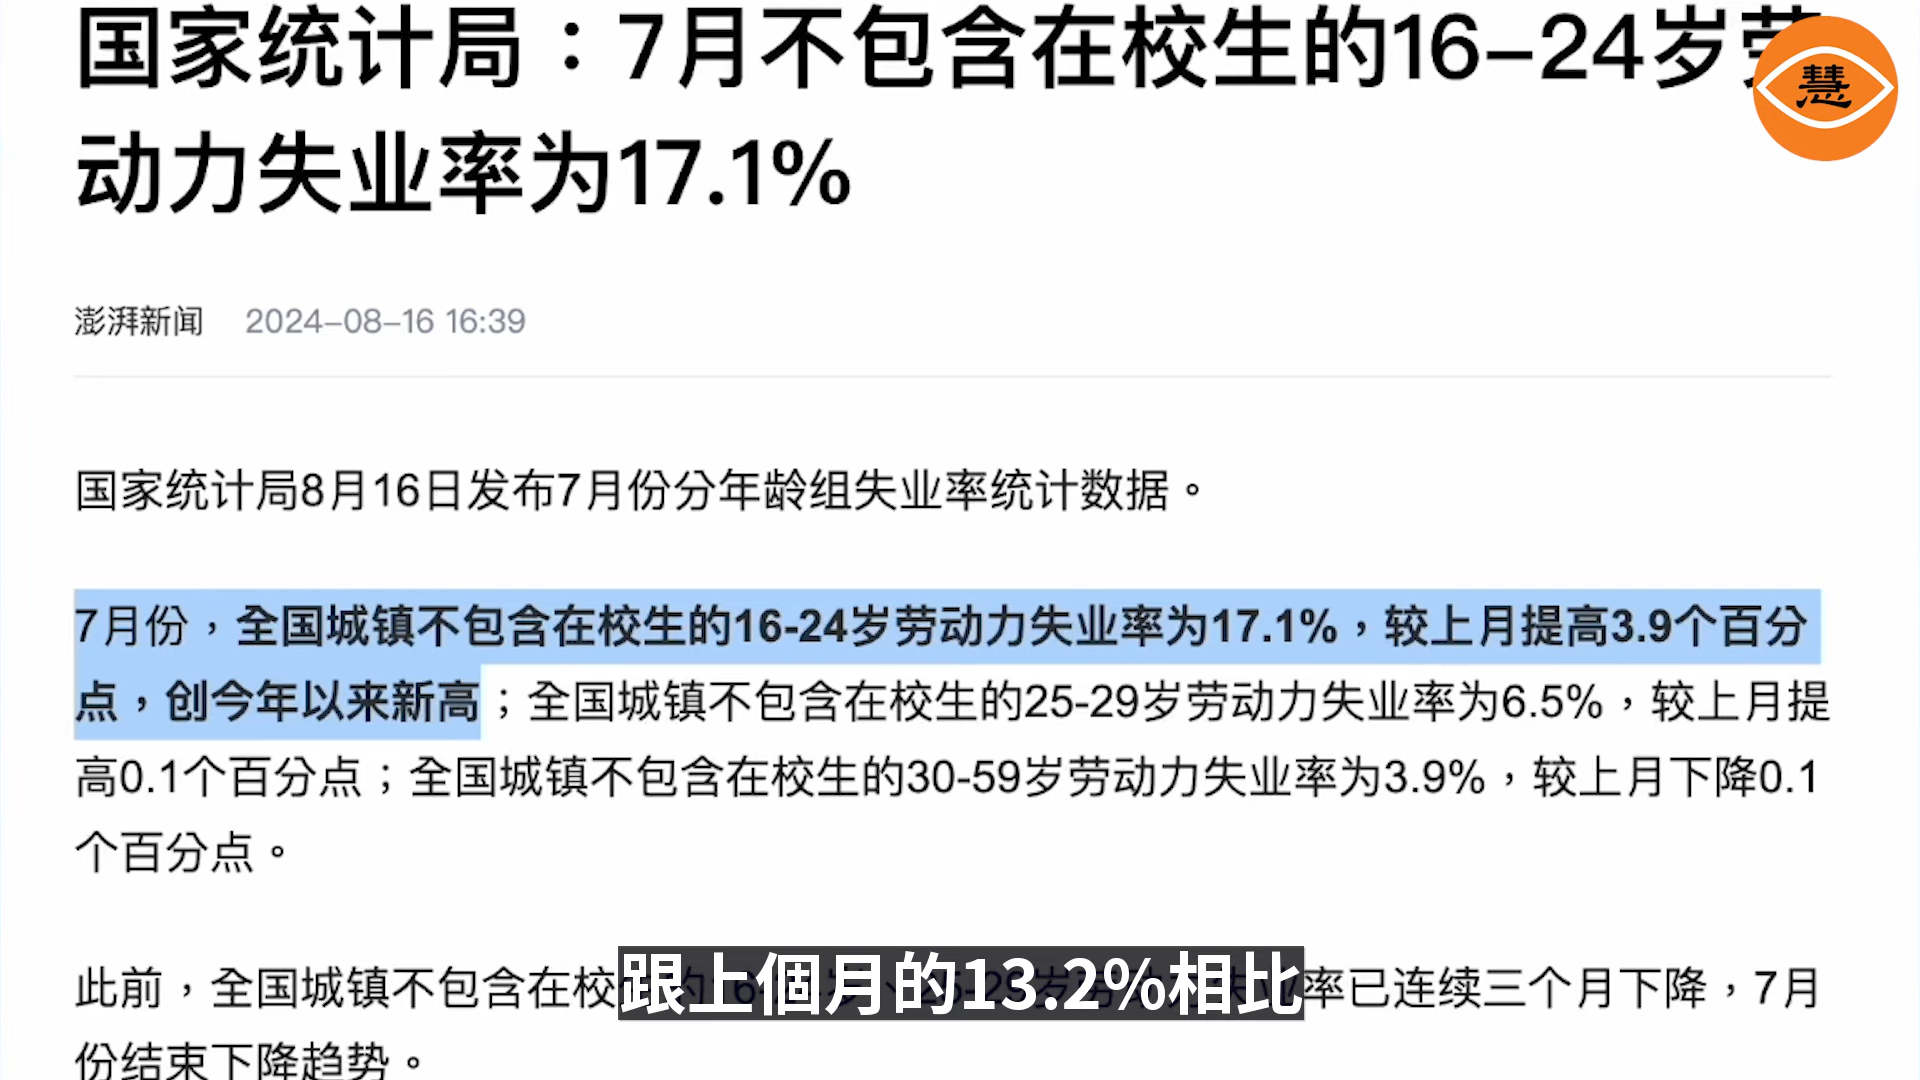 国家统计局：7月不包含在校生的16-24岁劳
慧
动力失业率为17.1%
澎湃新闻 2024-08-16 16:39
国家统计局8月16日发布7月份分年龄组失业率统计数据。
7月份，全国城镇不包含在校生的16-24岁劳动力失业率为17.1%，较上月提高3.9个百分
点，创今年以来新高；全国城镇不包含在校生的25-29岁劳动力失业率为6.5%，较上月提
高0.1个百分点；全国城镇不包含在校生的30-59岁劳动力失业率为3.9%，较上月下降0.1
个百分点。
此前，全国城镇不包含在校 率已连续三个月下降，7月
跟上個月的13.2%相比
份结束下降趋势。